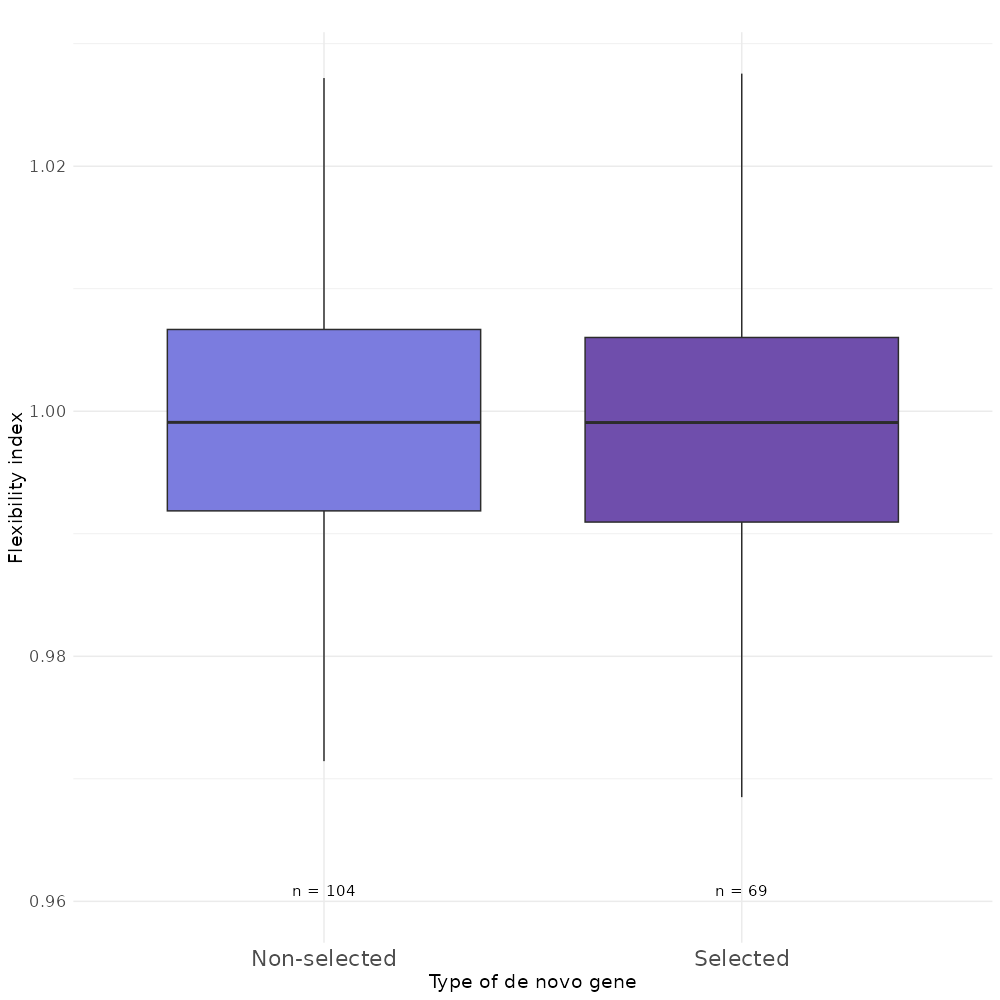 Flexibility index
1.02
1.00
0.98
0.96
n = 104
n = 69
Non-selected
Selected
Type of de novo gene